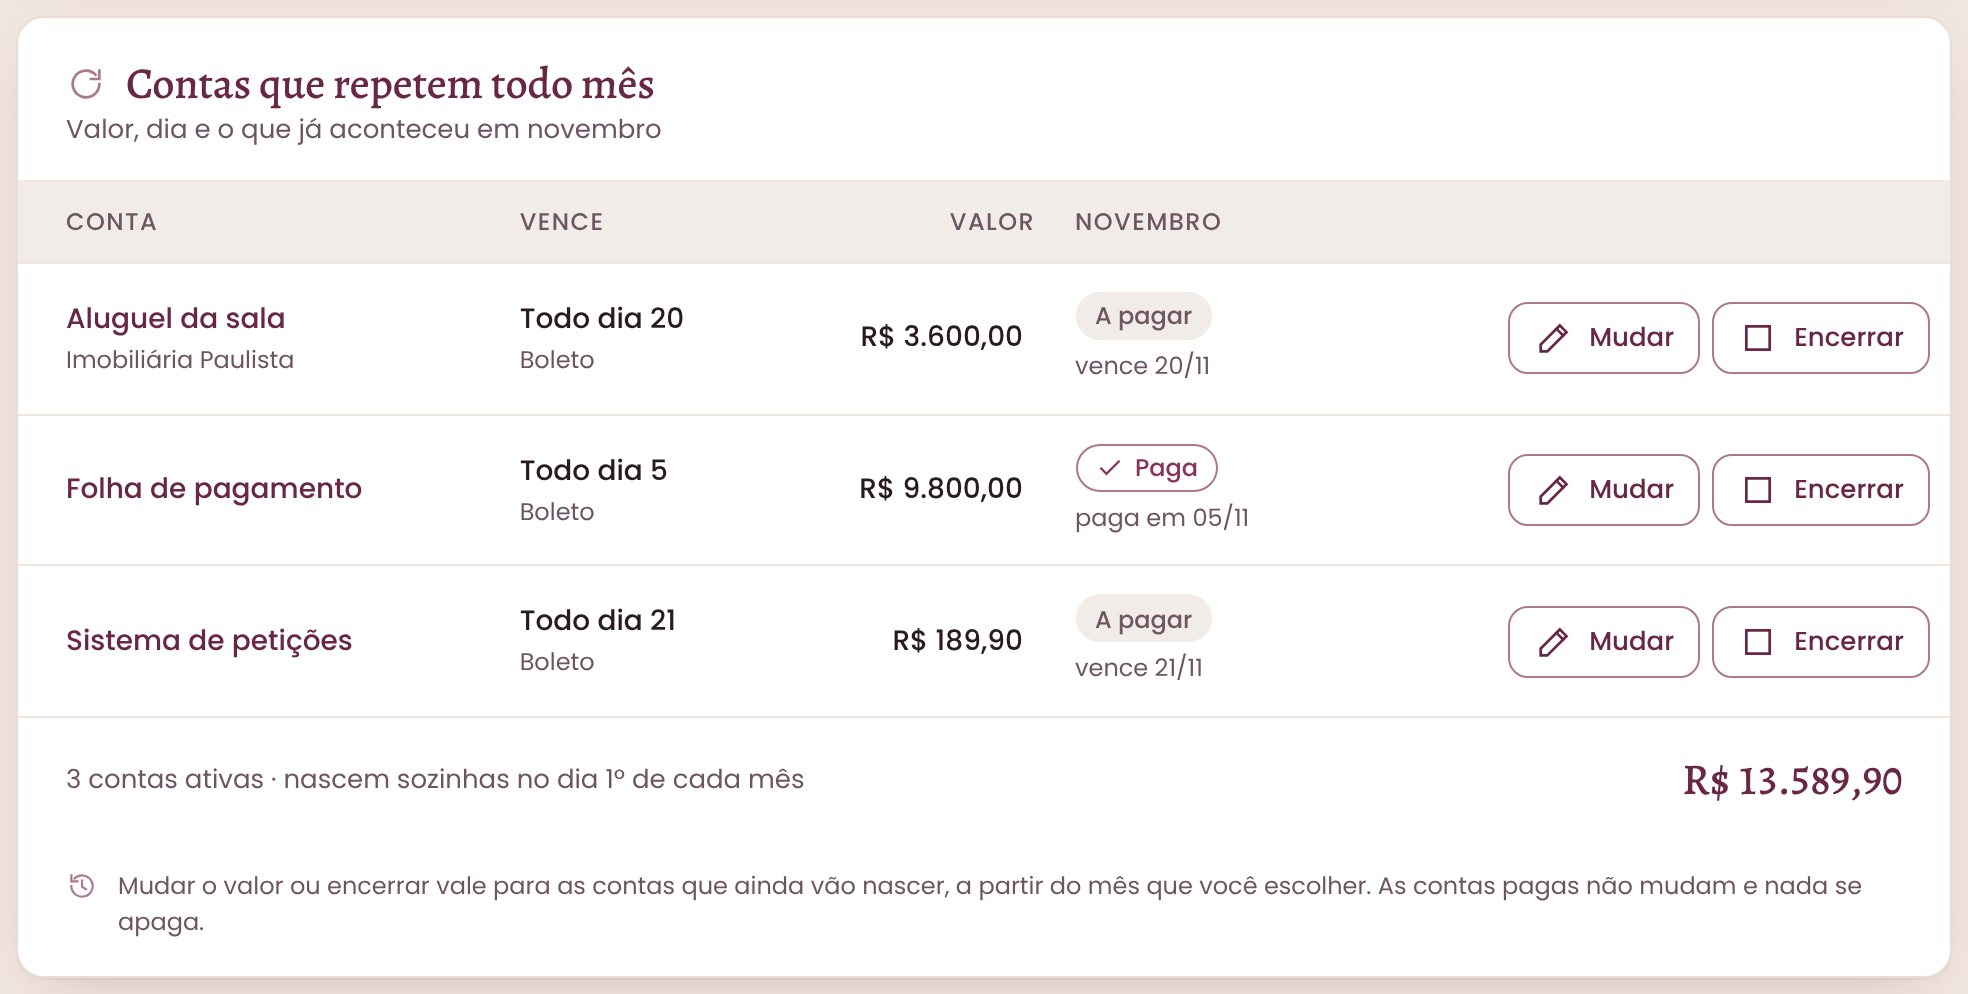 Contas que repetem todo mês
Valor, dia e o que já aconteceu em novembro
CONTA VENCE VALOR NOVEMBRO
Aluguel da sala
Imobiliária Paulista
Todo dia 20
Boleto
R$ 3.600,00
A pagar
vence 20/11
Mudar
Encerrar
Folha de pagamento
Todo dia 5
Boleto
R$ 9.800,00
Paga
paga em 05/11
Mudar
Encerrar
Sistema de petições
Todo dia 21
Boleto
R$ 189,90
A pagar
vence 21/11
Mudar
Encerrar
3 contas ativas · nascem sozinhas no dia 1º de cada mês
R$ 13.589,90
Mudar o valor ou encerrar vale para as contas que ainda vão nascer, a partir do mês que você escolher. As contas pagas não mudam e nada se
apaga.